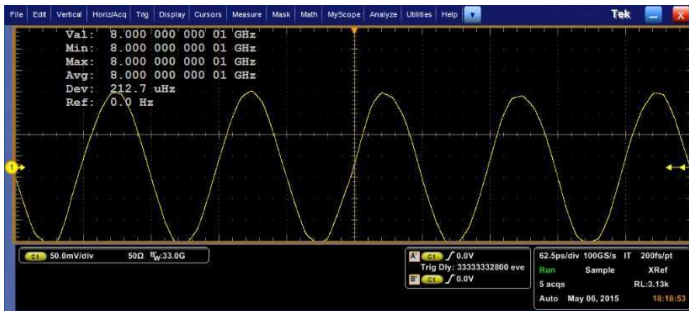 File Edit Vertical Horiz/Acq Trig Display Cursors Measure Mask Math MyScope Analyze Utilities Help Tek X
Val: 8.000 000 000 01 GHz
Min: 8.000 000 000 01 GHz
Max: 8.000 000 000 01 GHz
Avg: 8.000 000 000 01 GHz
Dev: 212.7 uHz
Ref: 0.0 Hz
1
C1 50.0mV/div 50Ω BW:33.0G
A' C1 ∫ 0.0V
Trig Dly: 33333332800 eve
B' C1 ∫ 0.0V
62.5ps/div 100GS/s IT 200fs/pt
Run Sample XRef
5 acqs RL:3.13k
Auto May 06, 2015 18:18:53